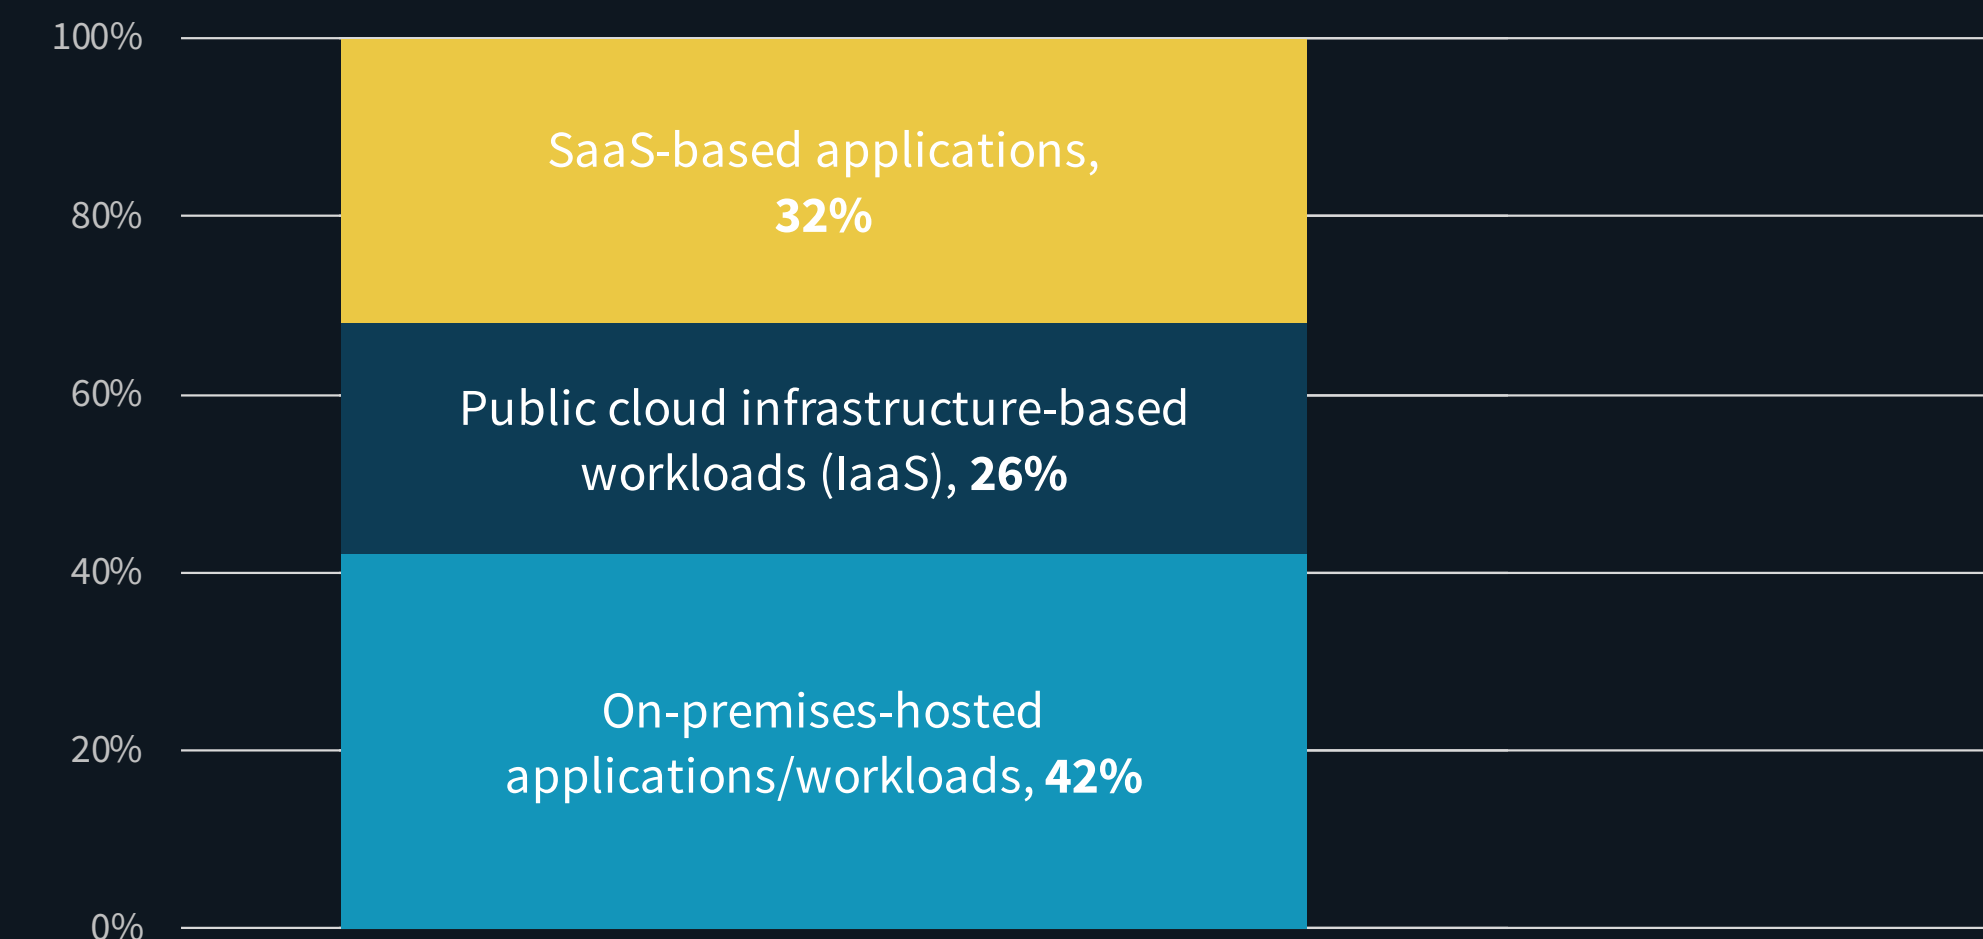 100%
SaaS-based applications,
32%
80%
60%
Public cloud infrastructure-based
workloads (IaaS), 26%
40%
On-premises-hosted
applications/workloads, 42%
20%
0%